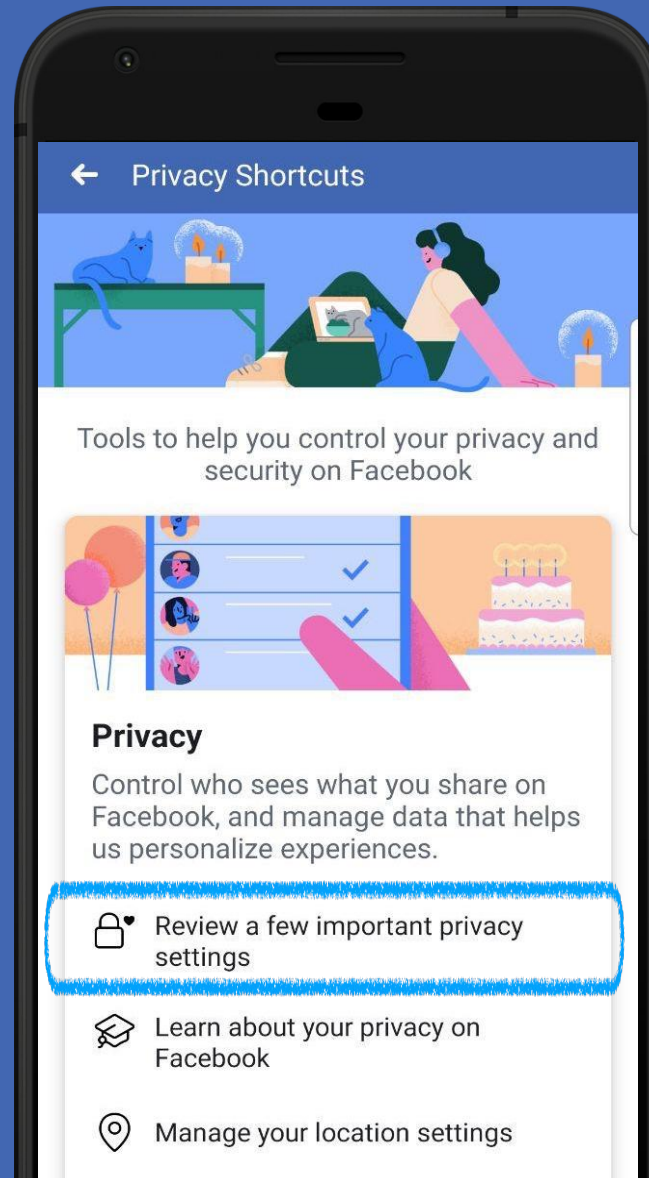 Privacy Shortcuts
Tools to help you control your privacy and
security on Facebook
Privacy
Control who sees what you share on
Facebook, and manage data that helps
us personalize experiences.
Review a few important privacy
settings
Learn about your privacy on
Facebook
Manage your location settings